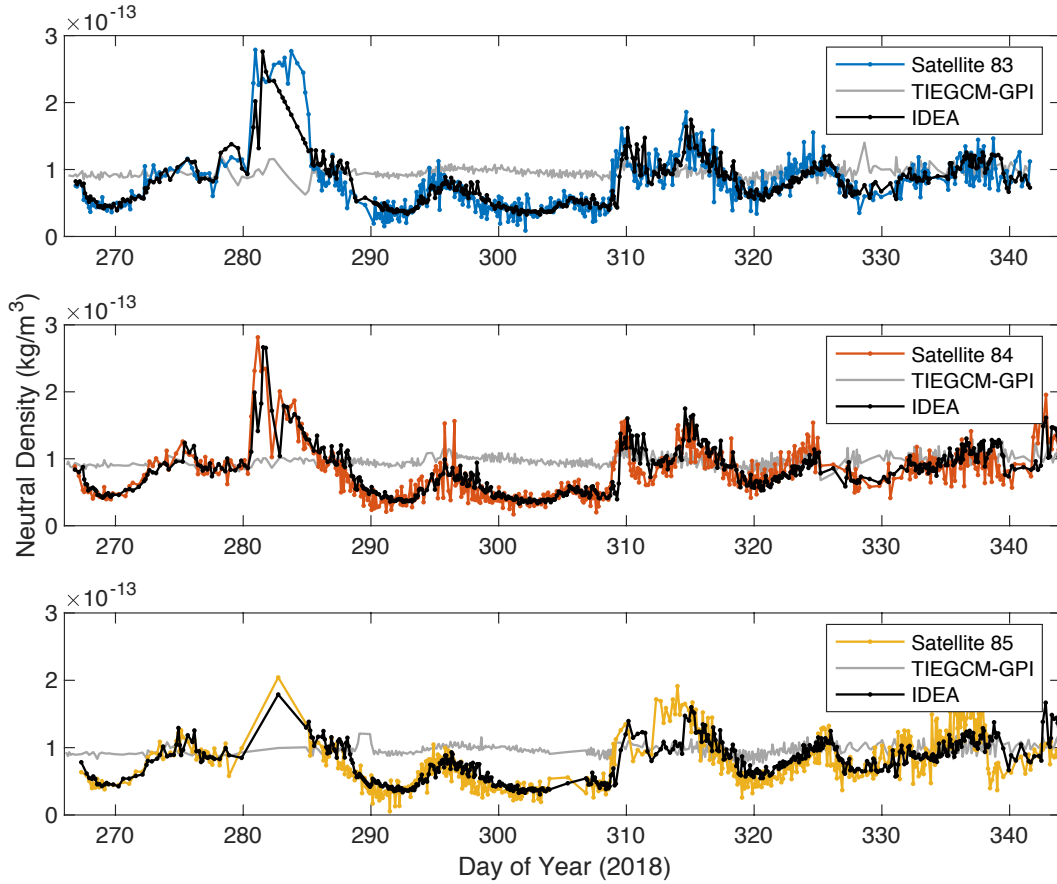 ×10⁻¹³
3
2
1
0
Satellite 83
TIEGCM-GPI
IDEA
270 280 290 300 310 320 330 340
×10⁻¹³
3
2
1
0
Satellite 84
TIEGCM-GPI
IDEA
270 280 290 300 310 320 330 340
Neutral Density (kg/m³)
×10⁻¹³
3
2
1
0
Satellite 85
TIEGCM-GPI
IDEA
270 280 290 300 310 320 330 340
Day of Year (2018)